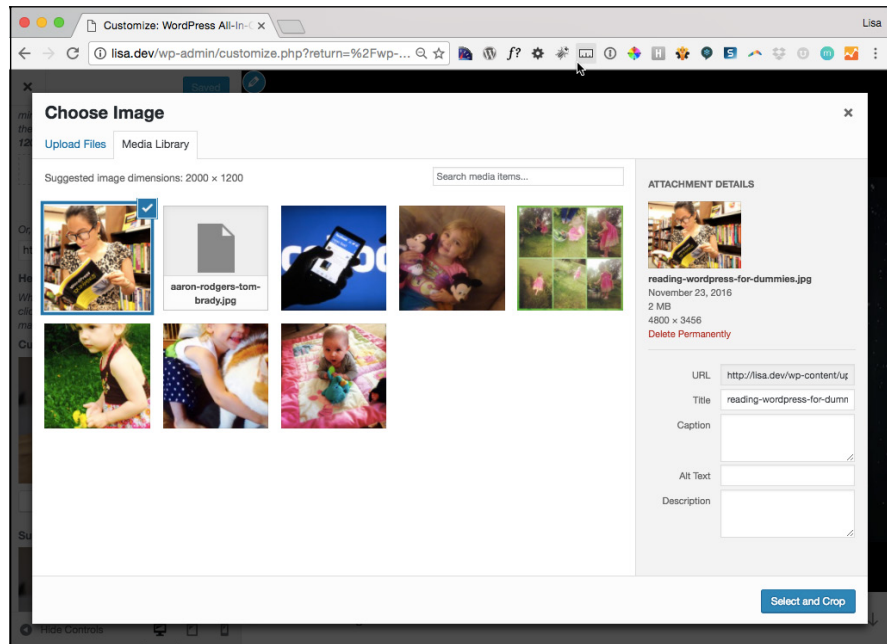 Customize: WordPress All-In-C
Lisa
lisa.dev/wp-admin/customize.php?return=%2Fwp-...
f?
H
S
m
Saved
Choose Image
Upload Files
Media Library
Suggested image dimensions: 2000 × 1200
Search media items...
aaron-rodgers-tom-
brady.jpg
ATTACHMENT DETAILS
reading-wordpress-for-dummies.jpg
November 23, 2016
2 MB
4800 × 3456
Delete Permanently
URL
http://lisa.dev/wp-content/up
Title
reading-wordpress-for-dumm
Caption
Alt Text
Description
Select and Crop
Hide Controls